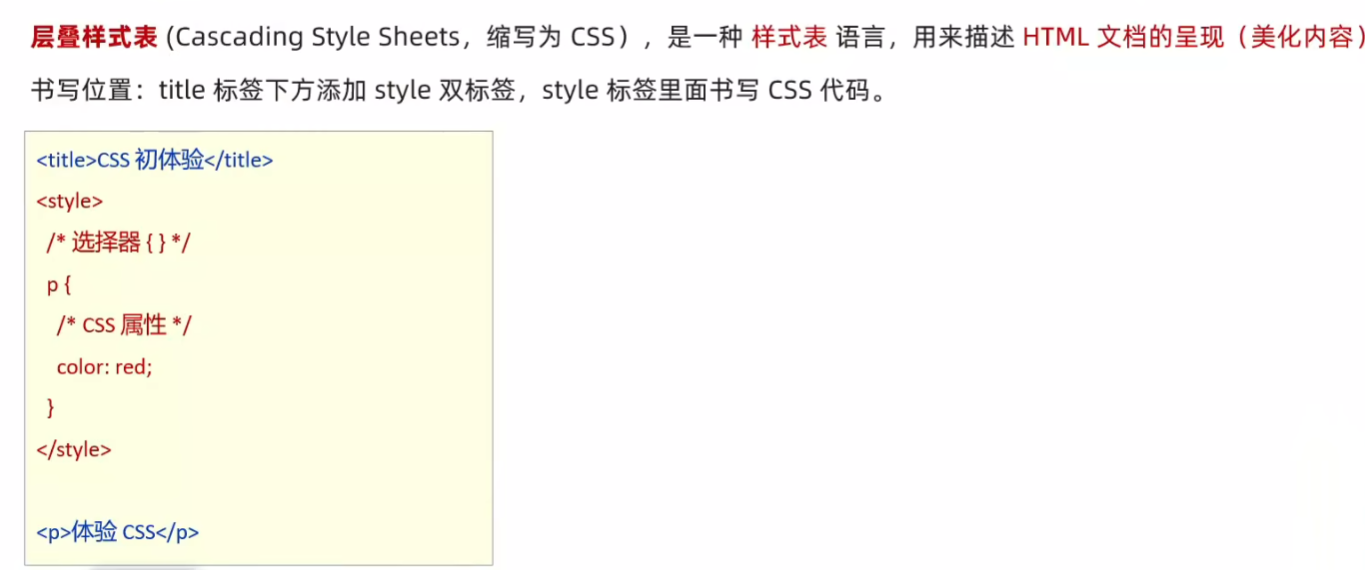 层叠样式表 (Cascading Style Sheets，缩写为 CSS），是一种 样式表 语言，用来描述 HTML 文档的呈现（美化内容）
书写位置：title 标签下方添加 style 双标签，style 标签里面书写 CSS 代码。
<title>CSS 初体验</title>
<style>
/* 选择器 { } */
p {
/* CSS 属性 */
color: red;
}
</style>
<p>体验 CSS</p>